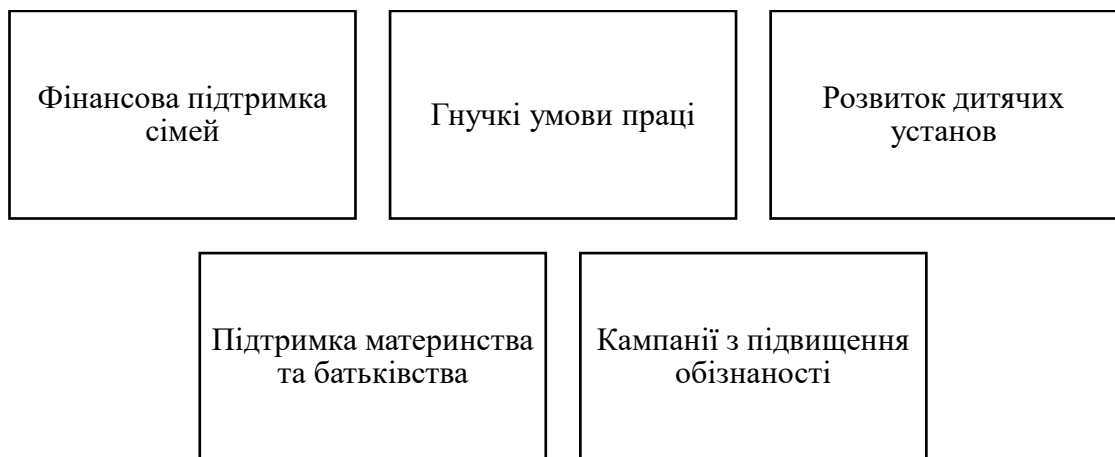 Фінансова підтримка
сімей
Гнучкі умови праці
Розвиток дитячих
установ
Підтримка материнства
та батьківства
Кампанії з підвищення
обізнаності